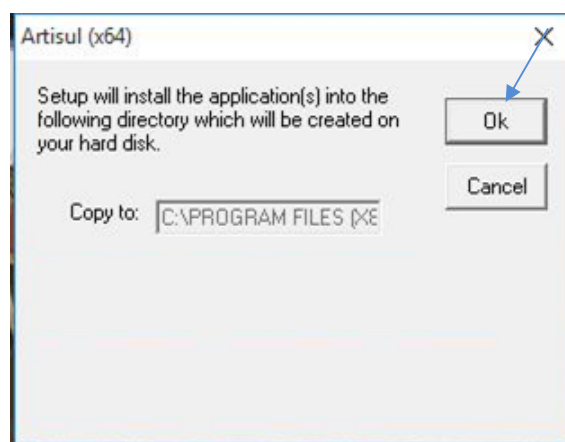 Artisul (x64)
Setup will install the application(s) into the
following directory which will be created on
your hard disk.
Ok
Cancel
Copy to: C:\PROGRAM FILES (X8